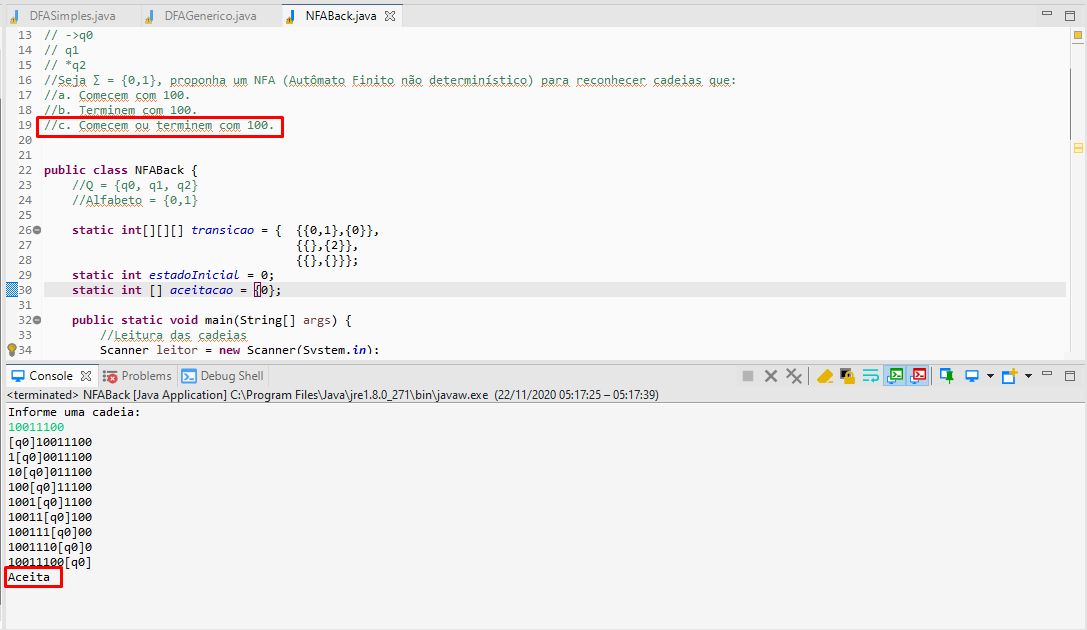 DFASimples.java DFAGenerico.java NFABack.java
13 // ->q0
14 // q1
15 // *q2
16 //Seja Σ = {0,1}, proponha um NFA (Autômato Finito não determinístico) para reconhecer cadeias que:
17 //a. Comecem com 100.
18 //b. Terminem com 100.
19 //c. Comecem ou terminem com 100.
20
21
22 public class NFABack {
23 //Q = {q0, q1, q2}
24 //Alfabeto = {0,1}
25
26 static int[][][] transicao = { {{0,1},{0}},
27 {{},{2}},
28 {{},{}}};
29 static int estadoInicial = 0;
30 static int [] aceitacao = {0};
31
32 public static void main(String[] args) {
33 //Leitura das cadeias
34 Scanner leitor = new Scanner(System.in);
Console Problems Debug Shell
<terminated> NFABack [Java Application] C:\Program Files\Java\jre1.8.0_271\bin\javaw.exe (22/11/2020 05:17:25 – 05:17:39)
Informe uma cadeia:
10011100
[q0]10011100
1[q0]0011100
10[q0]011100
100[q0]11100
1001[q0]1100
10011[q0]100
100111[q0]00
1001110[q0]0
10011100[q0]
Aceita